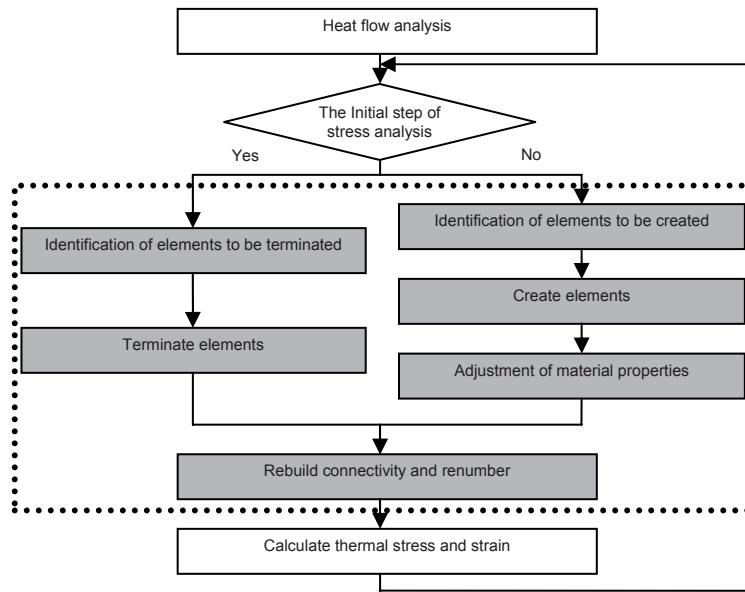 Heat flow analysis
The Initial step of
stress analysis
Yes
No
Identification of elements to be terminated
Identification of elements to be created
Create elements
Terminate elements
Adjustment of material properties
Rebuild connectivity and renumber
Calculate thermal stress and strain